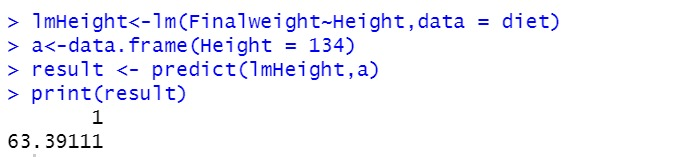 > lmHeight<-lm(Finalweight~Height,data = diet)
> a<-data.frame(Height = 134)
> result <- predict(lmHeight,a)
> print(result)
1
63.39111